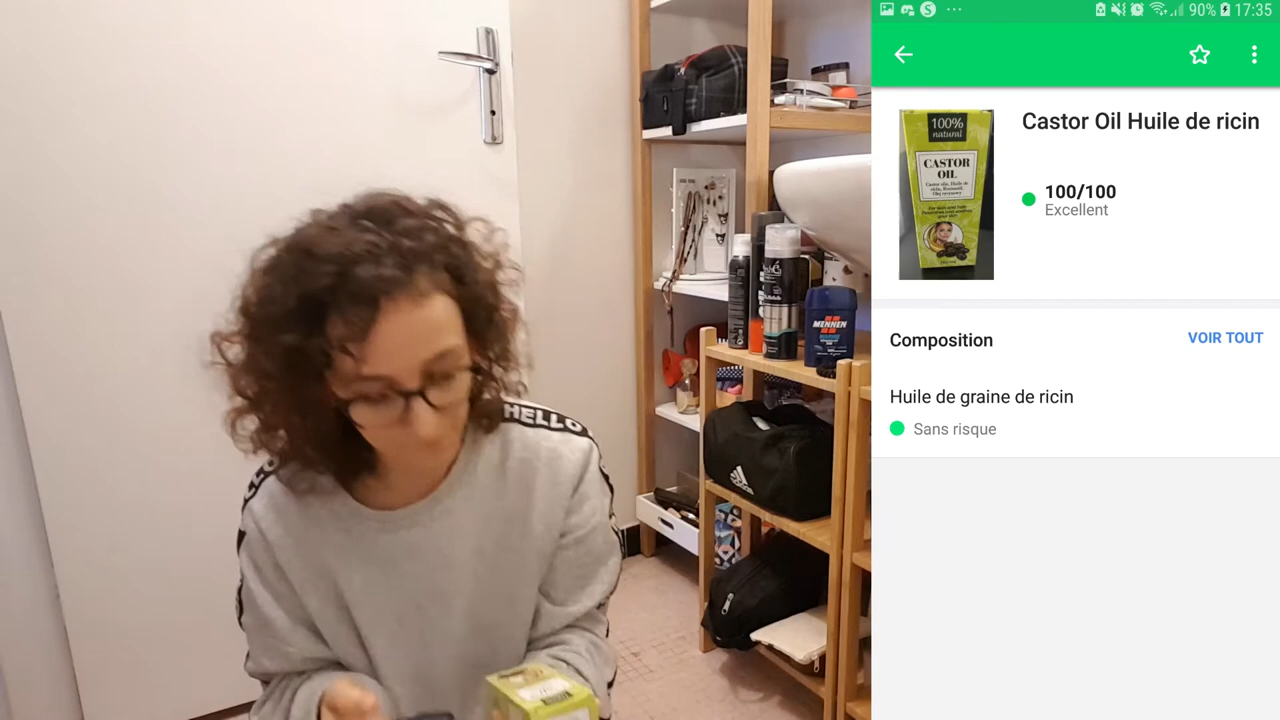 HELLO
MENNEN
adidas
90% 17:35
Castor Oil Huile de ricin
100%
natural
CASTOR
OIL
100/100
Excellent
Composition
VOIR TOUT
Huile de graine de ricin
Sans risque